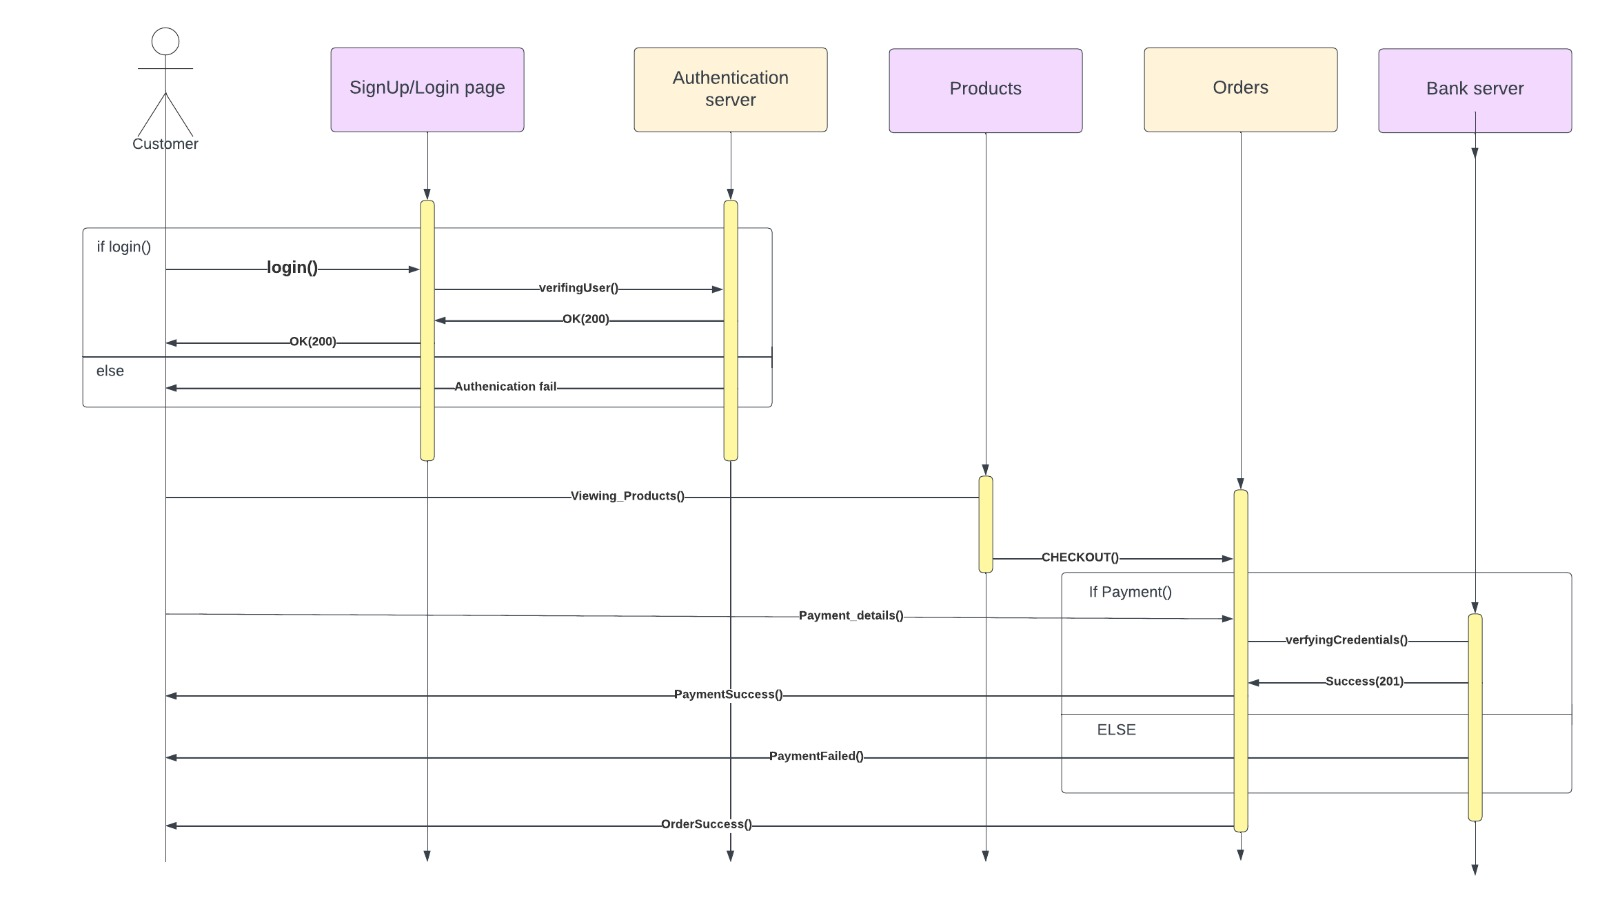 Customer
SignUp/Login page
Authentication
server
Products
Orders
Bank server
if login()
login()
verifingUser()
OK(200)
OK(200)
else
Authenication fail
Viewing_Products()
CHECKOUT()
If Payment()
Payment_details()
verfyingCredentials()
Success(201)
PaymentSuccess()
ELSE
PaymentFailed()
OrderSuccess()